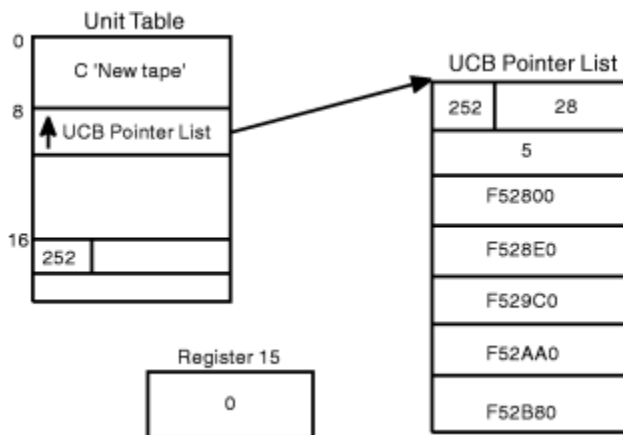 Unit Table
0
C 'New tape'
8
UCB Pointer List
16
252
UCB Pointer List
252 28
5
F52800
F528E0
F529C0
F52AA0
F52B80
Register 15
0